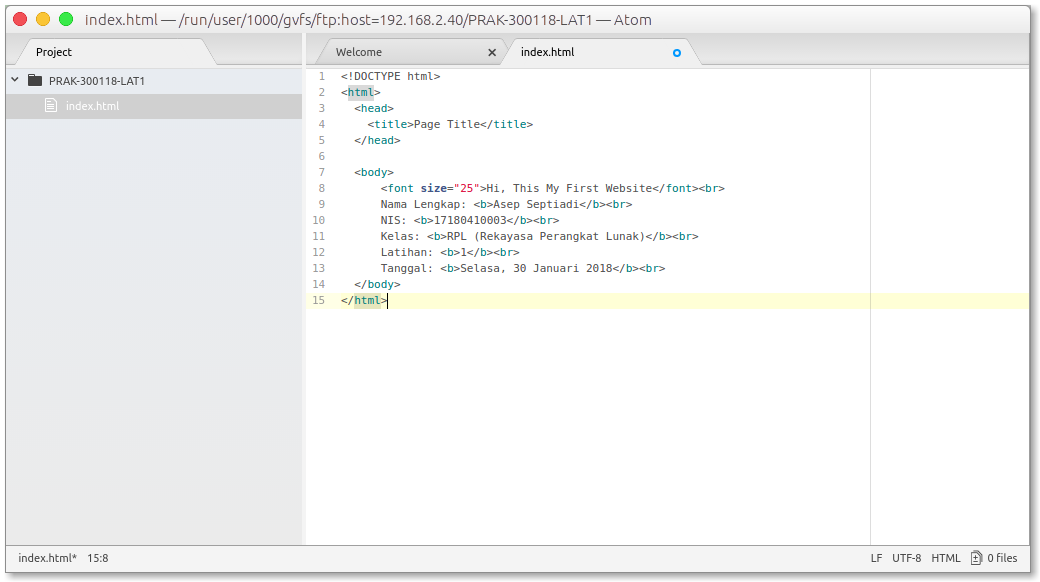 index.html — /run/user/1000/gvfs/ftp:host=192.168.2.40/PRAK-300118-LAT1 — Atom
Project
Welcome
index.html
PRAK-300118-LAT1
index.html
1 <!DOCTYPE html>
2 <html>
3   <head>
4     <title>Page Title</title>
5   </head>
6
7   <body>
8       <font size="25">Hi, This My First Website</font><br>
9       Nama Lengkap: <b>Asep Septiadi</b><br>
10       NIS: <b>17180410003</b><br>
11       Kelas: <b>RPL (Rekayasa Perangkat Lunak)</b><br>
12       Latihan: <b>1</b><br>
13       Tanggal: <b>Selasa, 30 Januari 2018</b><br>
14   </body>
15 </html>
index.html* 15:8 LF UTF-8 HTML 0 files